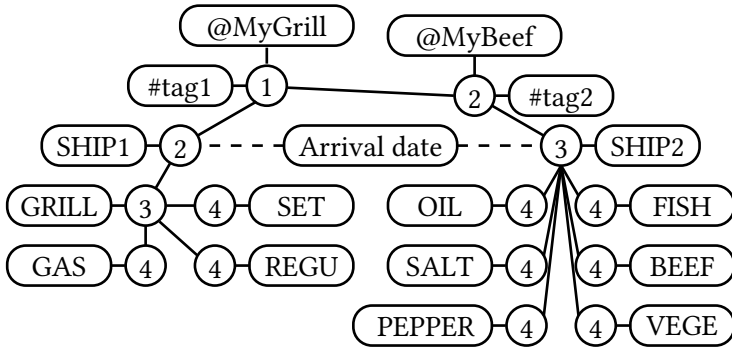 @MyGrill
@MyBeef
#tag1 1 2 #tag2
SHIP1 2 Arrival date 3 SHIP2
GRILL 3 4 SET OIL 4 4 FISH
GAS 4 4 REGU SALT 4 4 BEEF
PEPPER 4 4 VEGE